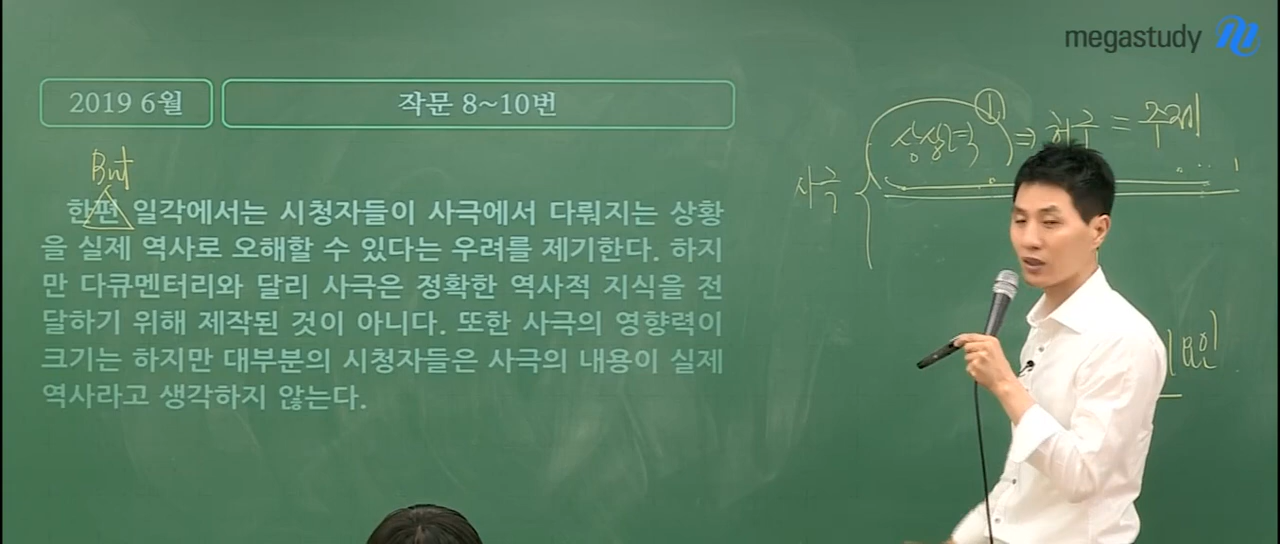 megastudy
2019 6월
작문 8~10번
But
한편 일각에서는 시청자들이 사극에서 다뤄지는 상황
을 실제 역사로 오해할 수 있다는 우려를 제기한다. 하지
만 다큐멘터리와 달리 사극은 정확한 역사적 지식을 전
달하기 위해 제작된 것이 아니다. 또한 사극의 영향력이
크기는 하지만 대부분의 시청자들은 사극의 내용이 실제
역사라고 생각하지 않는다.
사극
상상력 ⇒ 허구 = 주제